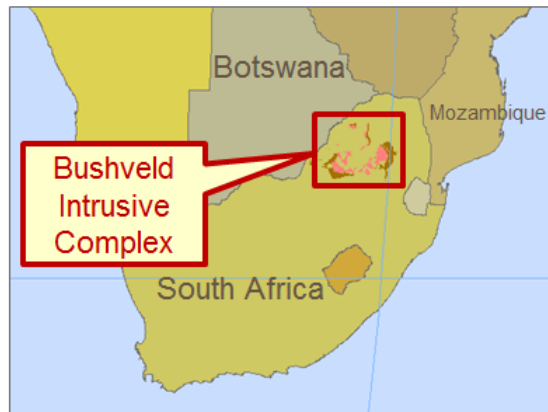 Botswana
Mozambique
Bushveld
Intrusive
Complex
South Africa